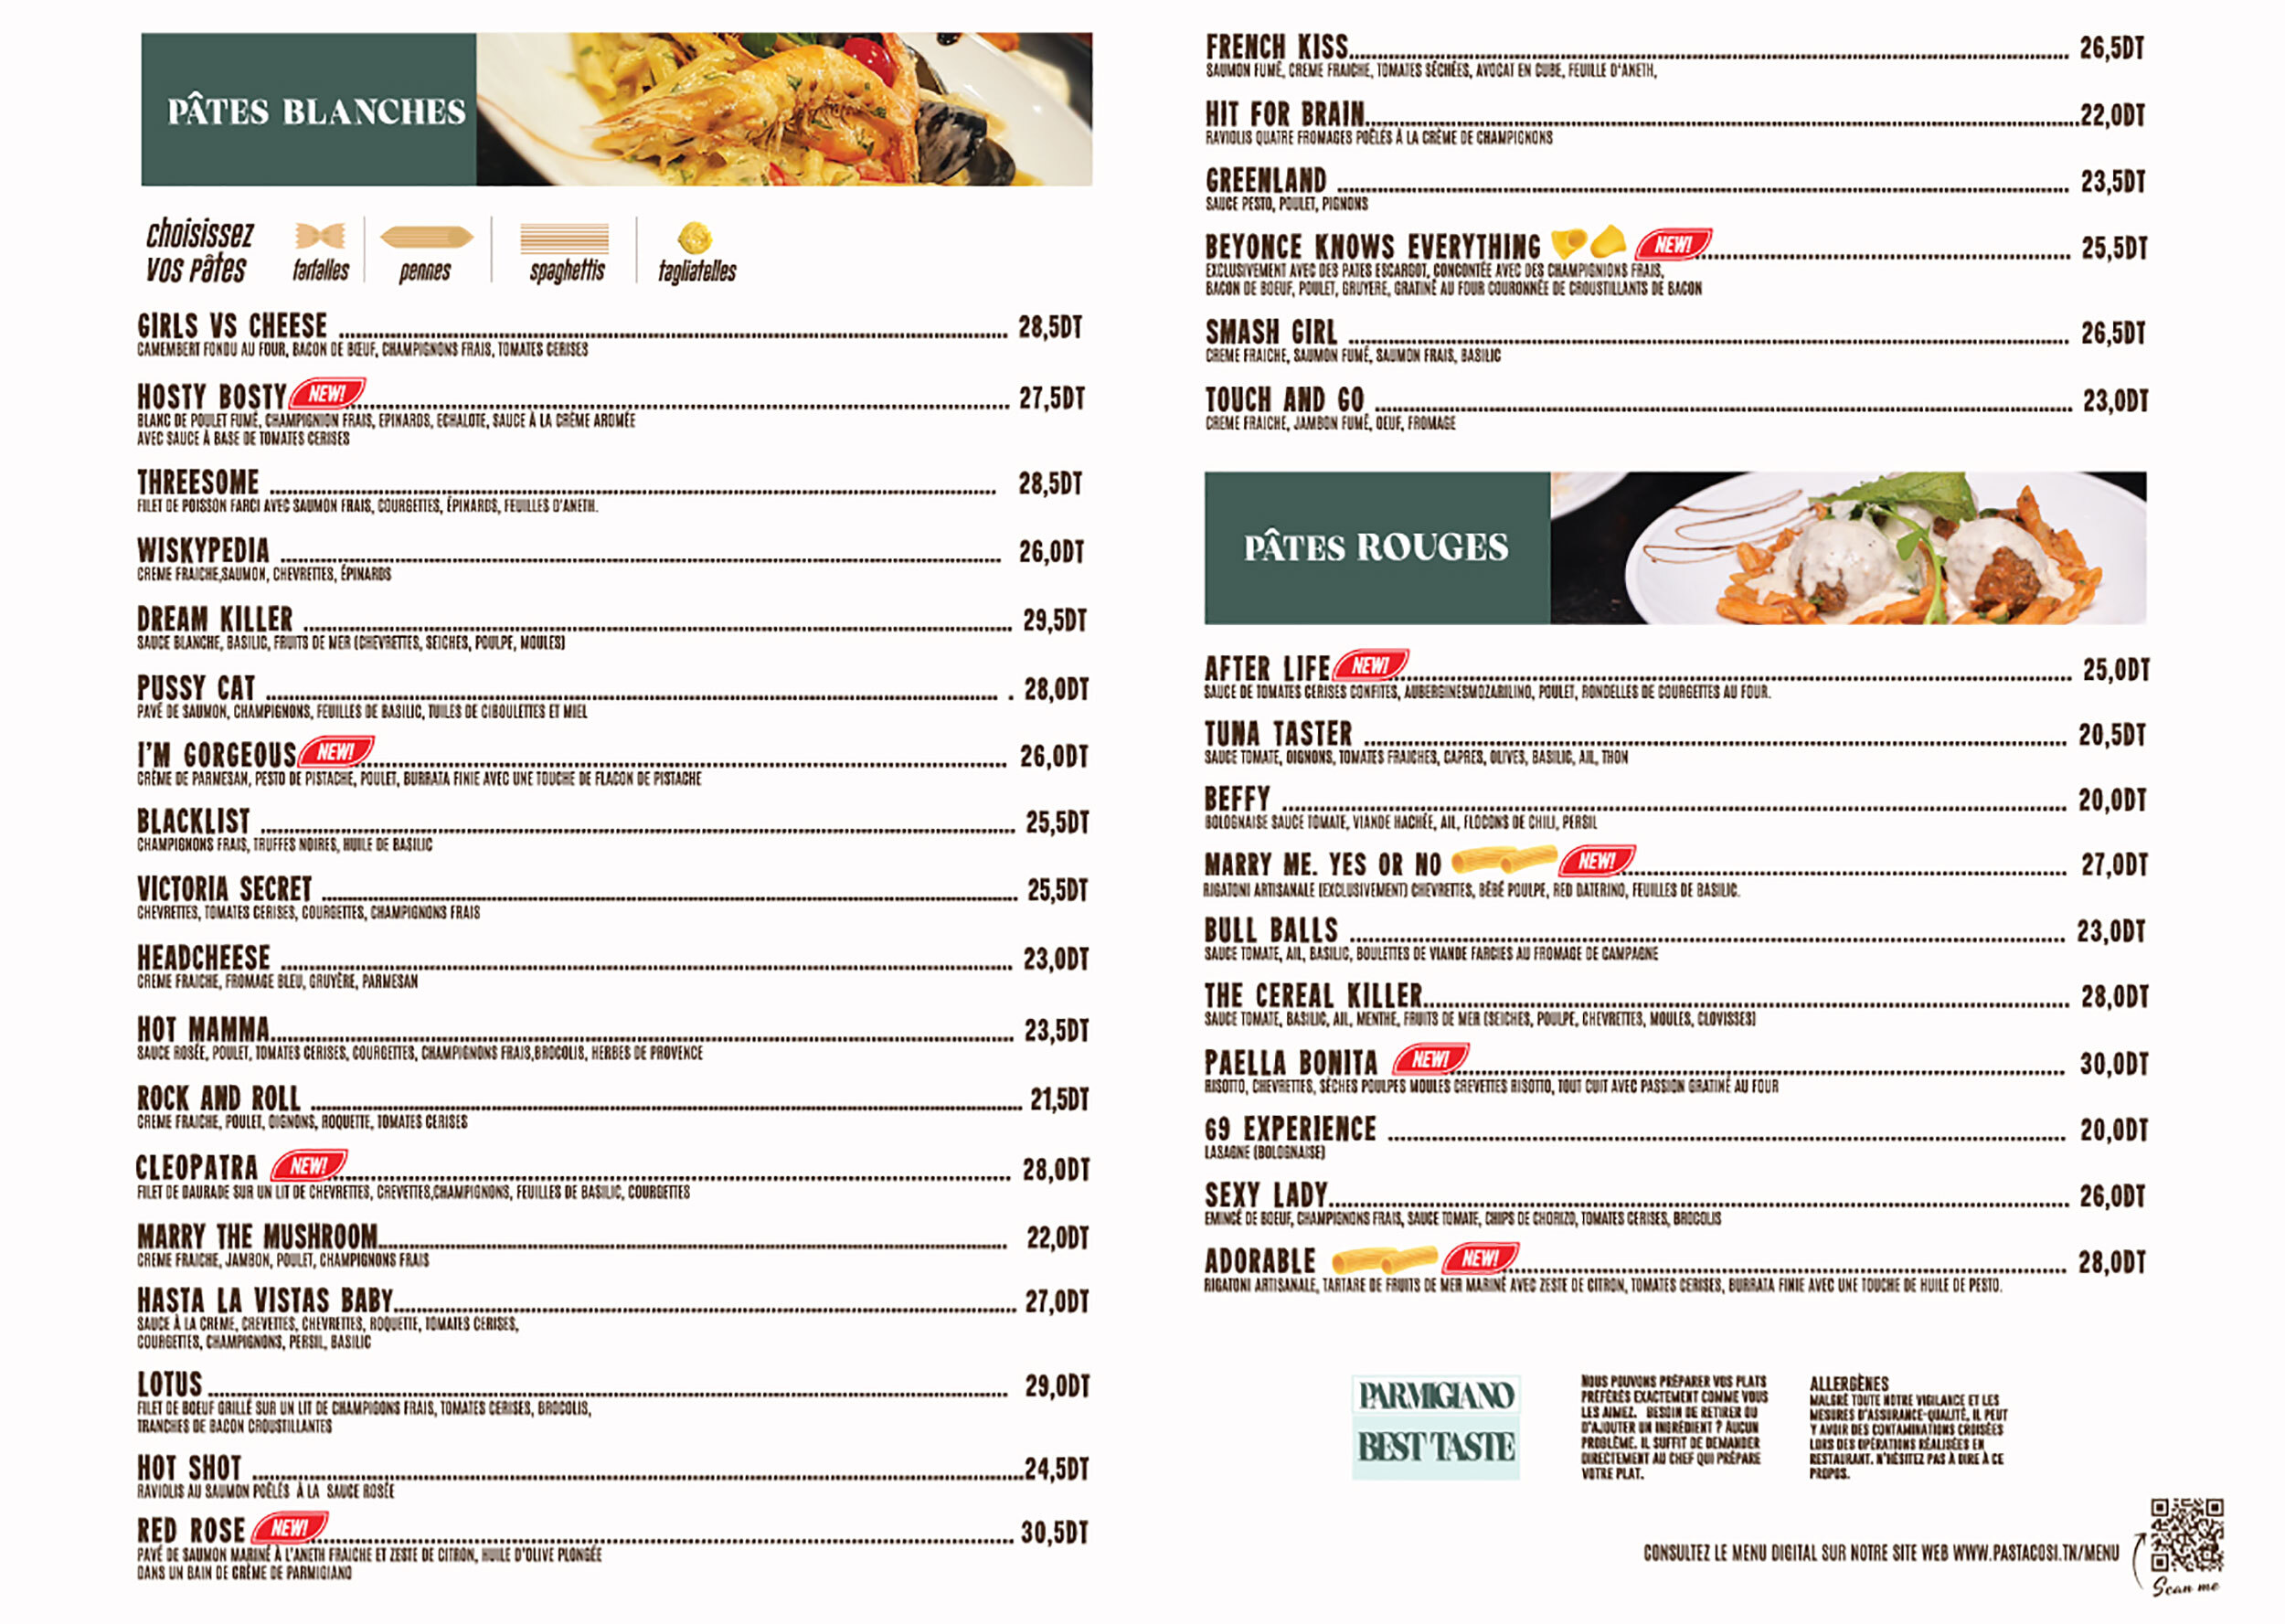 PÂTES BLANCHES
choisissez
vos pâtes
farfalles
pennes
spaghettis
tagliatelles
GIRLS VS CHEESE 28,5DT
CAMEMBERT FONDU AU FOUR, BACON DE BŒUF, CHAMPIGNONS FRAIS, TOMATES CERISES
HOSTY BOSTY NEW! 27,5DT
BLANC DE POULET FUMÉ, CHAMPIGNION FRAIS, EPINARDS, ECHALOTE, SAUCE À LA CRÈME AROMÉE
AVEC SAUCE À BASE DE TOMATES CERISES
THREESOME 28,5DT
FILET DE POISSON FARCI AVEC SAUMON FRAIS, COURGETTES, ÉPINARDS, FEUILLES D'ANETH.
WISKYPEDIA 26,0DT
CREME FRAICHE,SAUMON, CHEVRETTES, ÉPINARDS
DREAM KILLER 29,5DT
SAUCE BLANCHE, BASILIC, FRUITS DE MER (CHEVRETTES, SEICHES, POULPE, MOULES)
PUSSY CAT . 28,0DT
PAVÉ DE SAUMON, CHAMPIGNONS, FEUILLES DE BASILIC, TUILES DE CIBOULETTES ET MIEL
I'M GORGEOUS NEW! 26,0DT
CRÈME DE PARMESAN, PESTO DE PISTACHE, POULET, BURRATA FINIE AVEC UNE TOUCHE DE FLACON DE PISTACHE
BLACKLIST 25,5DT
CHAMPIGNONS FRAIS, TRUFFES NOIRES, HUILE DE BASILIC
VICTORIA SECRET 25,5DT
CHEVRETTES, TOMATES CERISES, COURGETTES, CHAMPIGNONS FRAIS
HEADCHEESE 23,0DT
CREME FRAICHE, FROMAGE BLEU, GRUYÈRE, PARMESAN
HOT MAMMA 23,5DT
SAUCE ROSÉE, POULET, TOMATES CERISES, COURGETTES, CHAMPIGNONS FRAIS,BROCOLIS, HERBES DE PROVENCE
ROCK AND ROLL 21,5DT
CREME FRAICHE, POULET, OIGNONS, ROQUETTE, TOMATES CERISES
CLEOPATRA NEW! 28,0DT
FILET DE DAURADE SUR UN LIT DE CHEVRETTES, CREVETTES,CHAMPIGNONS, FEUILLES DE BASILIC, COURGETTES
MARRY THE MUSHROOM 22,0DT
CREME FRAICHE, JAMBON, POULET, CHAMPIGNONS FRAIS
HASTA LA VISTAS BABY 27,0DT
SAUCE À LA CREME, CREVETTES, CHEVRETTES, ROQUETTE, TOMATES CERISES,
COURGETTES, CHAMPIGNONS, PERSIL, BASILIC
LOTUS 29,0DT
FILET DE BOEUF GRILLÉ SUR UN LIT DE CHAMPIGONS FRAIS, TOMATES CERISES, BROCOLIS,
TRANCHES DE BACON CROUSTILLANTES
HOT SHOT 24,5DT
RAVIOLIS AU SAUMON POÊLÉS À LA SAUCE ROSÉE
RED ROSE NEW! 30,5DT
PAVÉ DE SAUMON MARINÉ À L'ANETH FRAICHE ET ZESTE DE CITRON, HUILE D'OLIVE PLONGÉE
DANS UN BAIN DE CRÈME DE PARMIGIANO
FRENCH KISS 26,5DT
SAUMON FUMÉ, CREME FRAICHE, TOMATES SÉCHÉES, AVOCAT EN CUBE, FEUILLE D'ANETH,
HIT FOR BRAIN 22,0DT
RAVIOLIS QUATRE FROMAGES POÊLÉS À LA CRÈME DE CHAMPIGNONS
GREENLAND 23,5DT
SAUCE PESTO, POULET, PIGNONS
BEYONCE KNOWS EVERYTHING NEW! 25,5DT
EXCLUSIVEMENT AVEC DES PATES ESCARGOT, CONCONTÉE AVEC DES CHAMPIGNIONS FRAIS,
BACON DE BOEUF, POULET, GRUYERE, GRATINÉ AU FOUR COURONNÉE DE CROUSTILLANTS DE BACON
SMASH GIRL 26,5DT
CREME FRAICHE, SAUMON FUMÉ, SAUMON FRAIS, BASILIC
TOUCH AND GO 23,0DT
CREME FRAICHE, JAMBON FUMÉ, OEUF, FROMAGE
PÂTES ROUGES
AFTER LIFE NEW! 25,0DT
SAUCE DE TOMATES CERISES CONFITES, AUBERGINESMOZARILINO, POULET, RONDELLES DE COURGETTES AU FOUR.
TUNA TASTER 20,5DT
SAUCE TOMATE, OIGNONS, TOMATES FRAICHES, CAPRES, OLIVES, BASILIC, AIL, THON
BEFFY 20,0DT
BOLOGNAISE SAUCE TOMATE, VIANDE HACHÉE, AIL, FLOCONS DE CHILI, PERSIL
MARRY ME. YES OR NO NEW! 27,0DT
RIGATONI ARTISANALE (EXCLUSIVEMENT) CHEVRETTES, BÉBÉ POULPE, RED DATERINO, FEUILLES DE BASILIC.
BULL BALLS 23,0DT
SAUCE TOMATE, AIL, BASILIC, BOULETTES DE VIANDE FARCIES AU FROMAGE DE CAMPAGNE
THE CEREAL KILLER 28,0DT
SAUCE TOMATE, BASILIC, AIL, MENTHE, FRUITS DE MER (SEICHES, POULPE, CHEVRETTES, MOULES, CLOVISSES)
PAELLA BONITA NEW! 30,0DT
RISOTTO, CHEVRETTES, SÉCHES POULPES MOULES CREVETTES RISOTTO, TOUT CUIT AVEC PASSION GRATINÉ AU FOUR
69 EXPERIENCE 20,0DT
LASAGNE (BOLOGNAISE)
SEXY LADY 26,0DT
EMINCÉ DE BOEUF, CHAMPIGNONS FRAIS, SAUCE TOMATE, CHIPS DE CHORIZO, TOMATES CERISES, BROCOLIS
ADORABLE NEW! 28,0DT
RIGATONI ARTISANALE, TARTARE DE FRUITS DE MER MARINÉ AVEC ZESTE DE CITRON, TOMATES CERISES, BURRATA FINIE AVEC UNE TOUCHE DE HUILE DE PESTO.
PARMIGIANO
BEST TASTE
NOUS POUVONS PRÉPARER VOS PLATS
PRÉFÉRÉS EXACTEMENT COMME VOUS
LES AIMEZ. BESOIN DE RETIRER OU
D'AJOUTER UN INGRÉDIENT ? AUCUN
PROBLÈME. IL SUFFIT DE DEMANDER
DIRECTEMENT AU CHEF QUI PRÉPARE
VOTRE PLAT.
ALLERGÈNES
MALGRÉ TOUTE NOTRE VIGILANCE ET LES
MESURES D'ASSURANCE-QUALITÉ, IL PEUT
Y AVOIR DES CONTAMINATIONS CROISÉES
LORS DES OPÉRATIONS RÉALISÉES EN
RESTAURANT. N'HÉSITEZ PAS À DIRE À CE
PROPOS.
CONSULTEZ LE MENU DIGITAL SUR NOTRE SITE WEB WWW.PASTACOSI.TN/MENU
Scan me